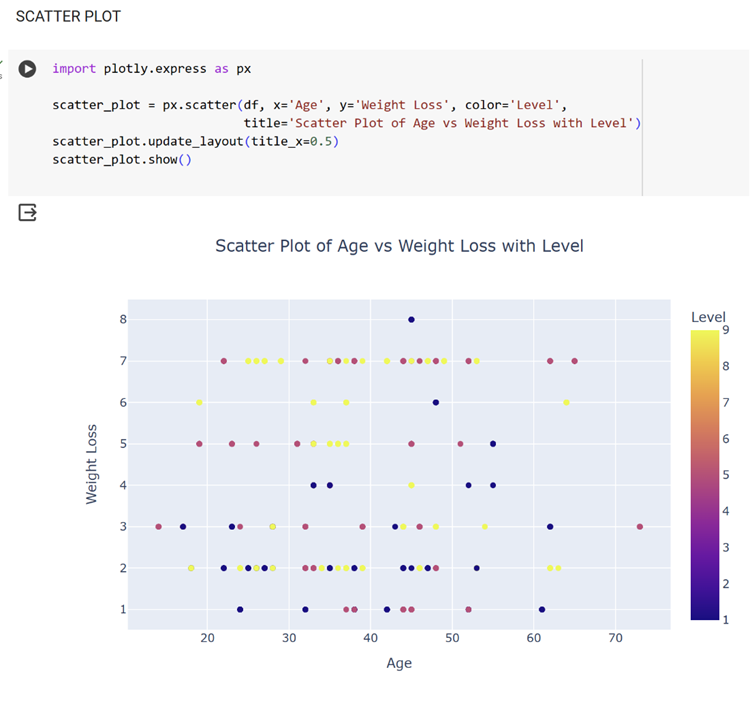 SCATTER PLOT
import plotly.express as px
scatter_plot = px.scatter(df, x='Age', y='Weight Loss', color='Level',
title='Scatter Plot of Age vs Weight Loss with Level')
scatter_plot.update_layout(title_x=0.5)
scatter_plot.show()
Scatter Plot of Age vs Weight Loss with Level
Level
8
7
6
5
4
3
2
1
Weight Loss
20 30 40 50 60 70
Age
9
8
7
6
5
4
3
2
1